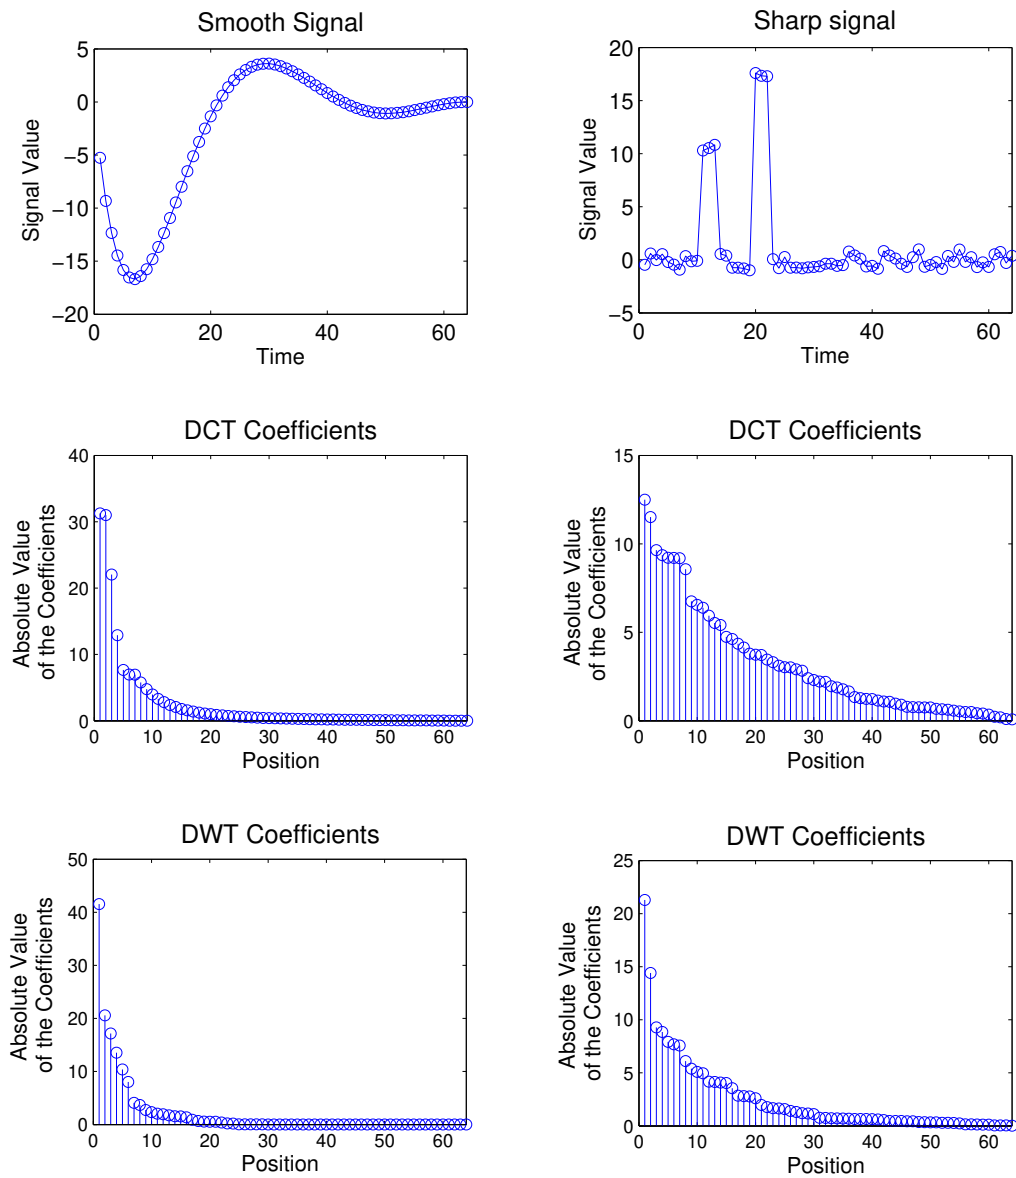 Smooth Signal
5
0
−5
−10
−15
−20
Signal Value
0 20 40 60
Time
Sharp signal
20
15
10
5
0
−5
Signal Value
0 20 40 60
Time
DCT Coefficients
40
30
20
10
0
Absolute Value
of the Coefficients
0 10 20 30 40 50 60
Position
DCT Coefficients
15
10
5
0
Absolute Value
of the Coefficients
0 10 20 30 40 50 60
Position
DWT Coefficients
50
40
30
20
10
0
Absolute Value
of the Coefficients
0 10 20 30 40 50 60
Position
DWT Coefficients
25
20
15
10
5
0
Absolute Value
of the Coefficients
0 10 20 30 40 50 60
Position